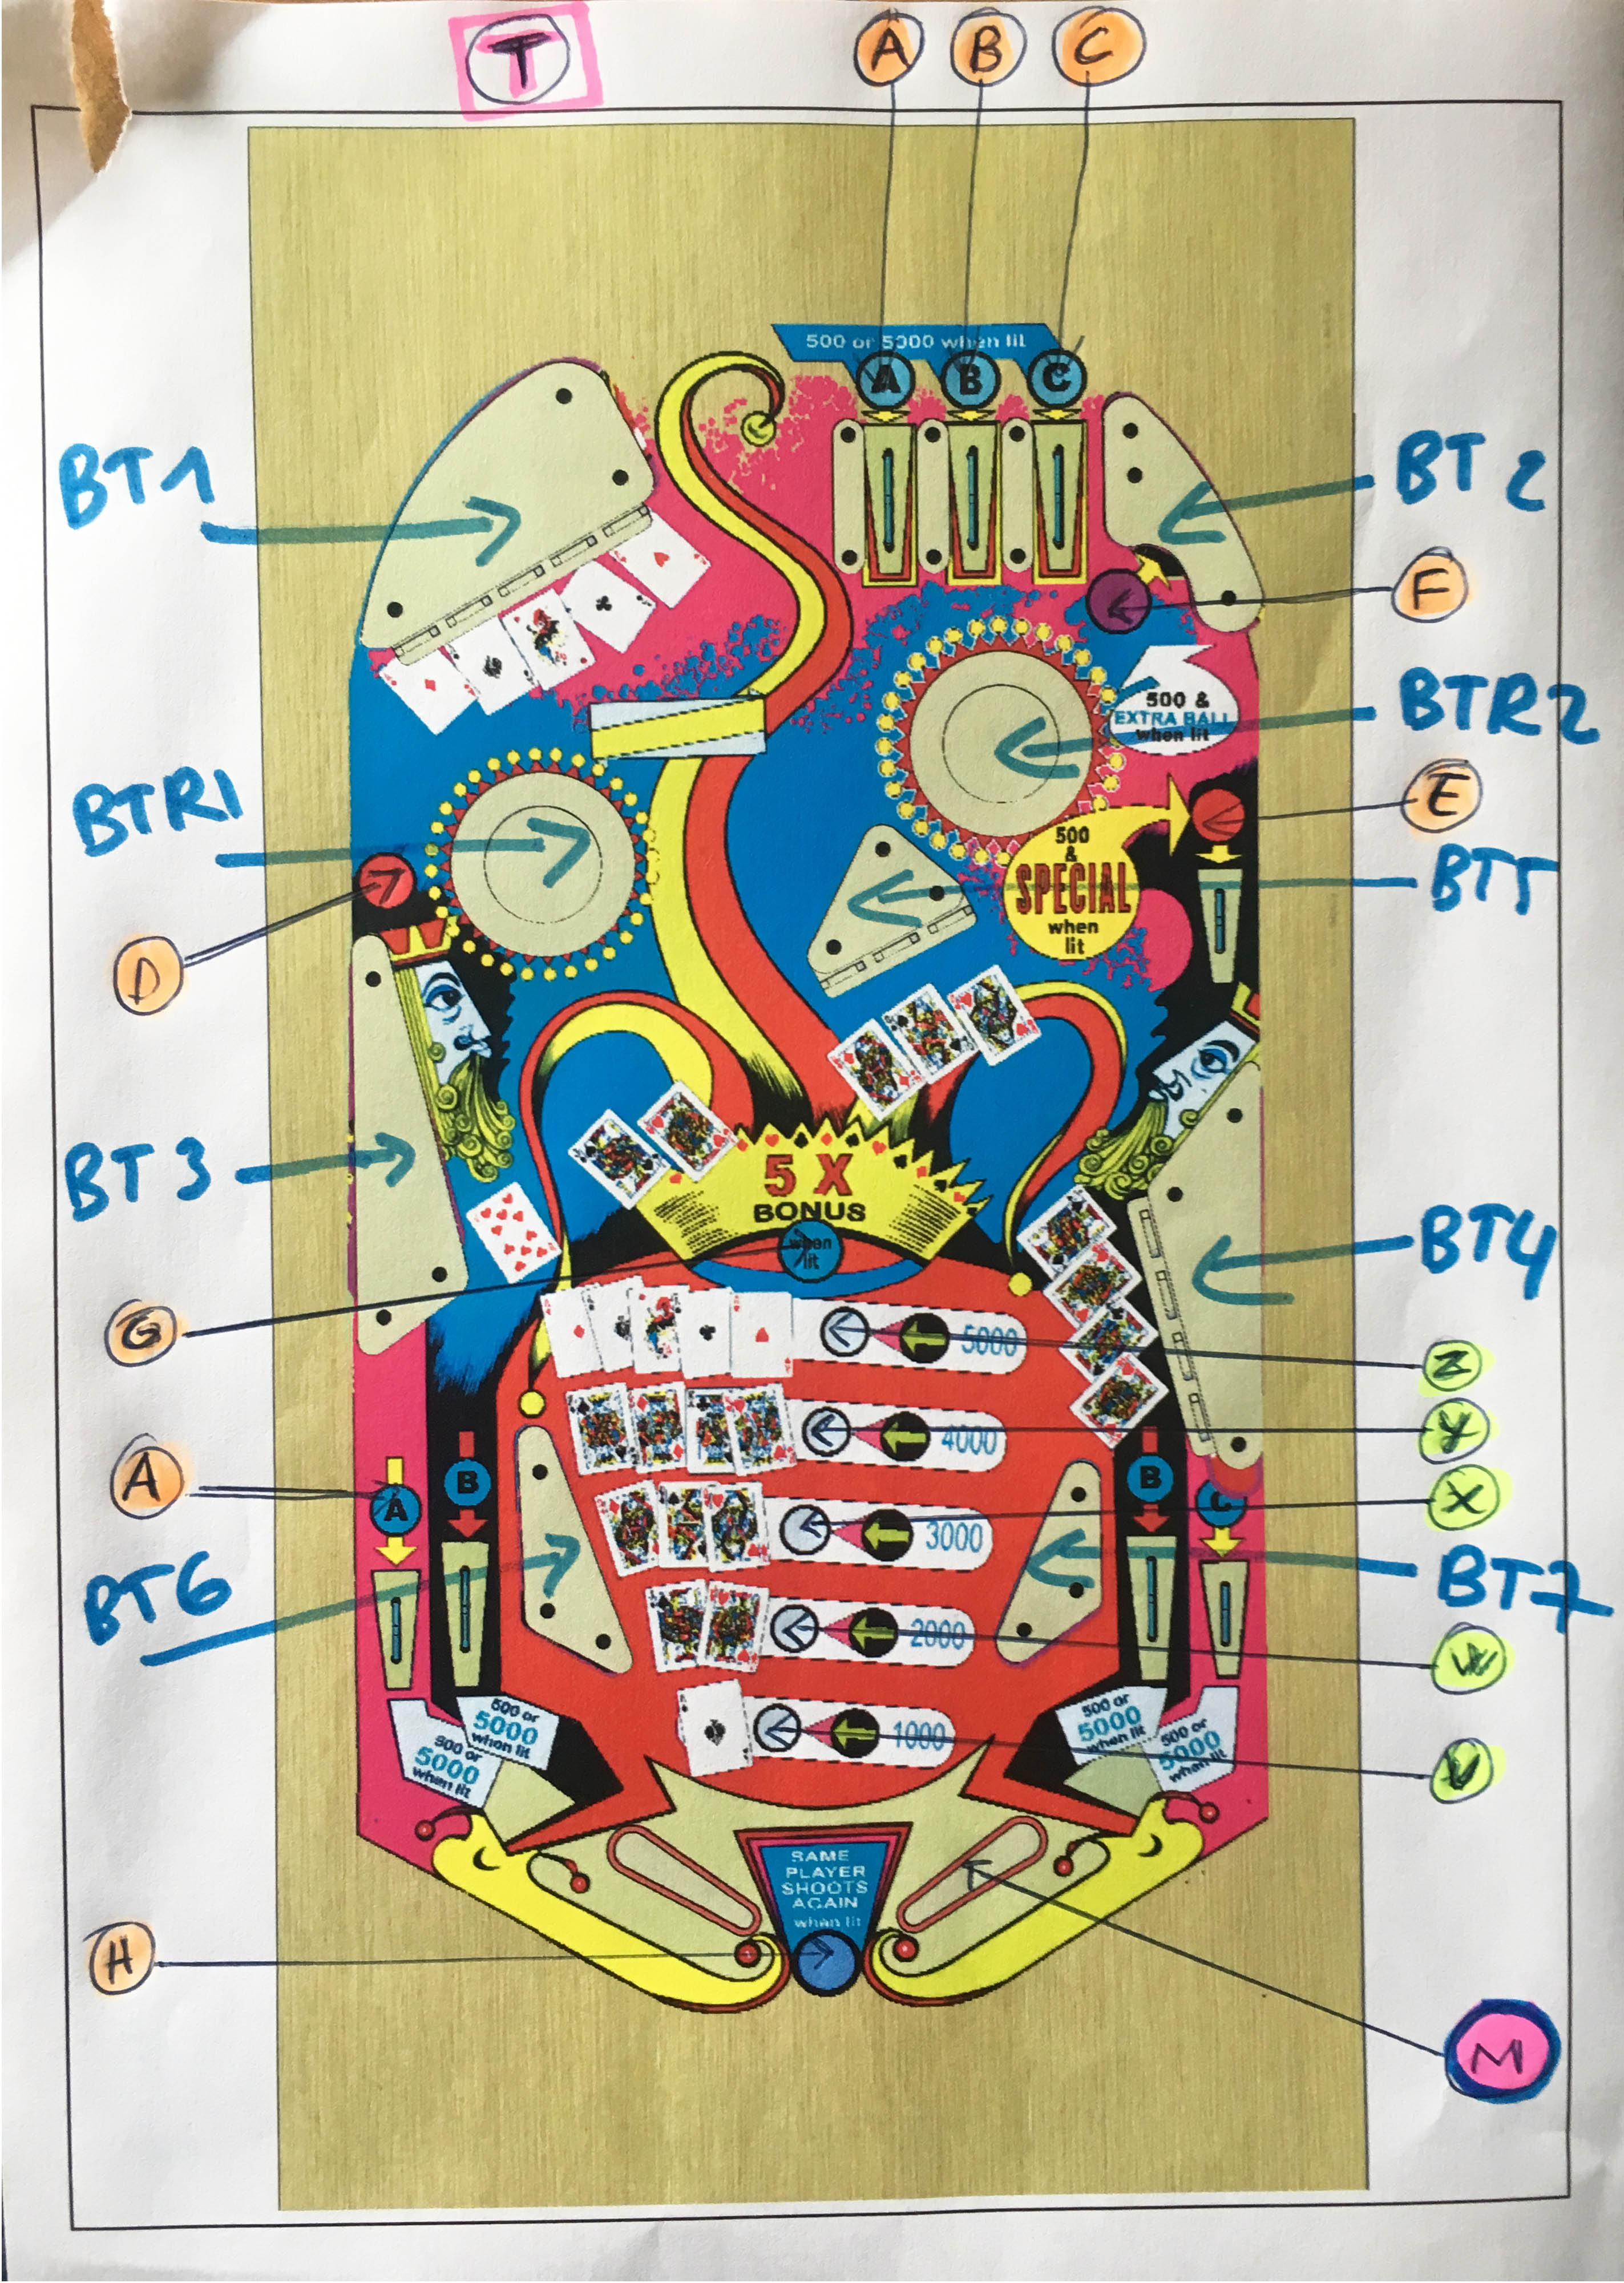 T
A B C
500 or 5000 when lit
A B C
BT1
BT2
F
500 &
EXTRA BALL
when lit
BTR2
BTR1
E
500
&
SPECIAL
when
lit
BT5
D
BT3
5 X
BONUS
when
lit
BT4
G
5000
Z
4000
Y
A
A
B
B
C
3000
X
BT6
BT7
2000
W
500 or
5000
when lit
500 or
5000
when lit
500 or
5000
when lit
500 or
5000
when lit
1000
V
SAME
PLAYER
SHOOTS
AGAIN
when lit
H
M